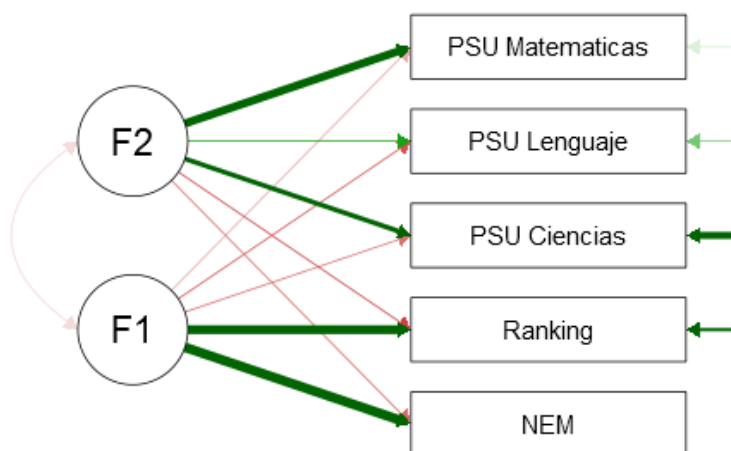 PSU Matematicas
F2
PSU Lenguaje
PSU Ciencias
F1
Ranking
NEM